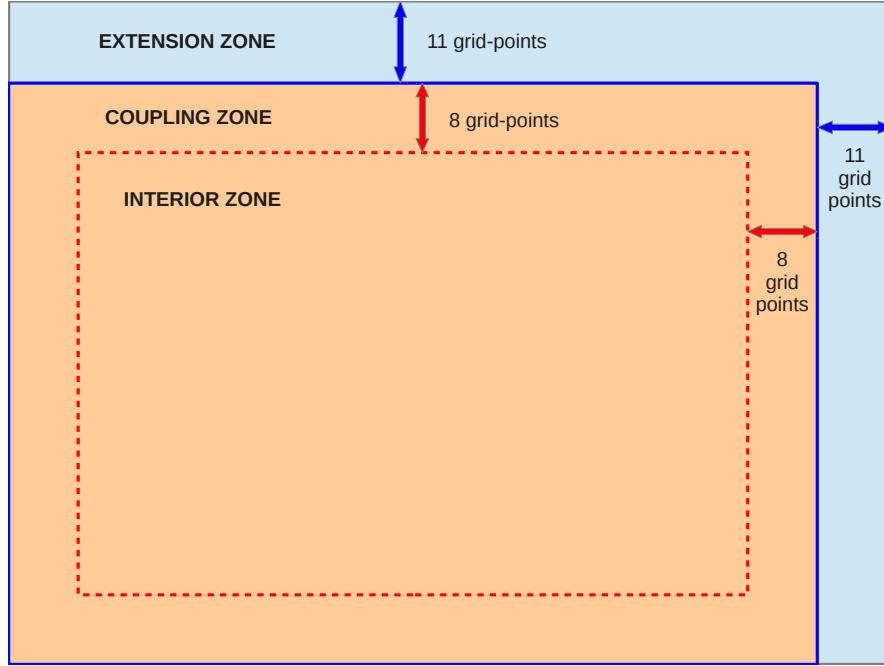 EXTENSION ZONE
11 grid-points
COUPLING ZONE
8 grid-points
11
grid
points
INTERIOR ZONE
8
grid
points